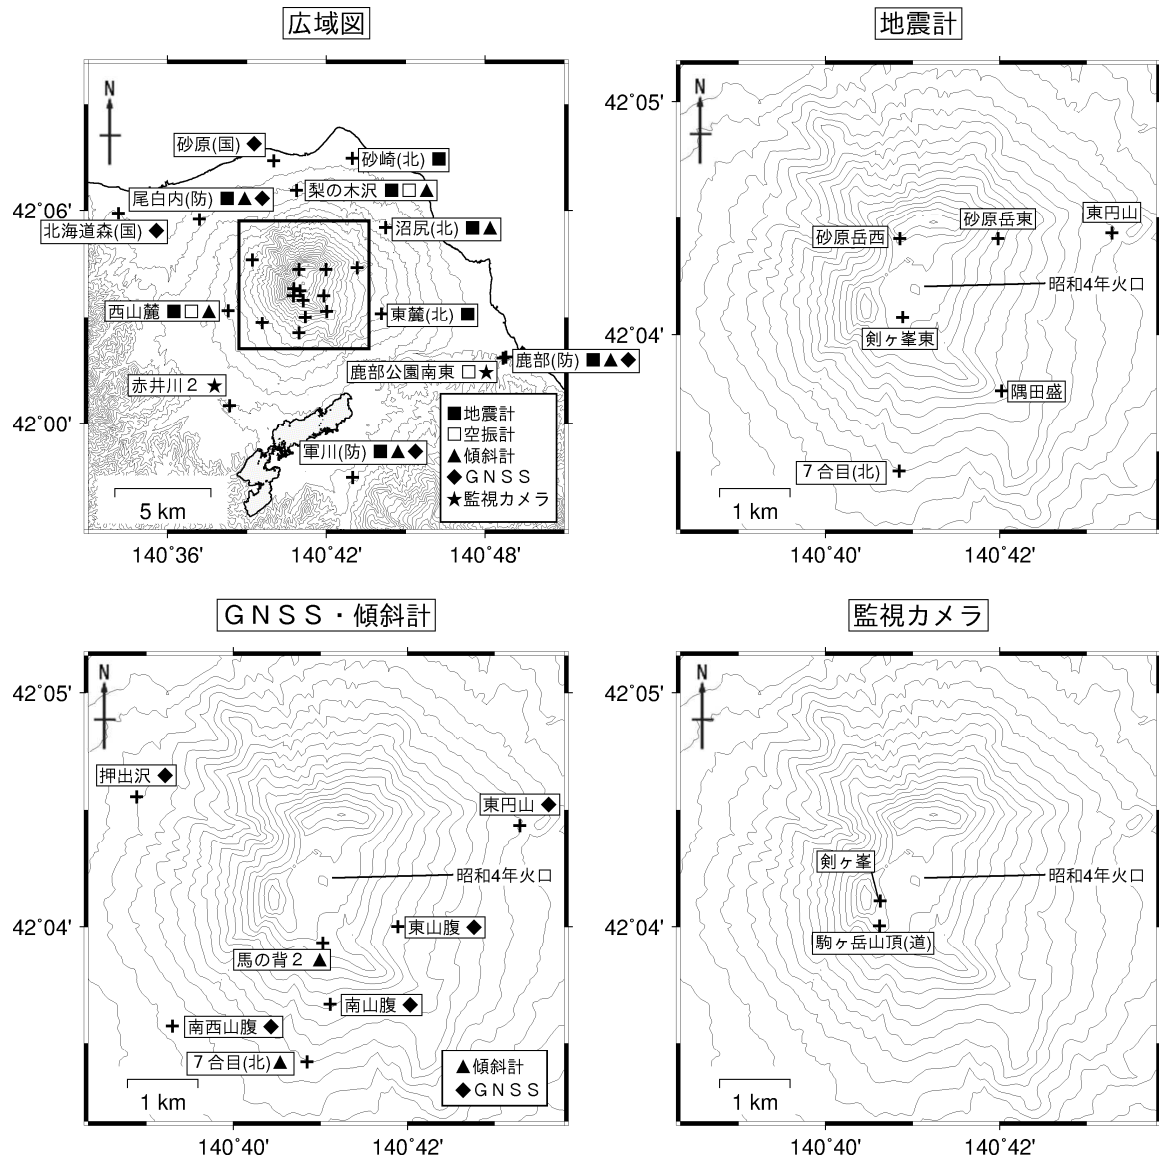 広域図
N
砂原(国)◆
砂崎(北)■
梨の木沢■□▲
尾白内(防)■▲◆
北海道森(国)◆
沼尻(北)■▲
西山麓■□▲
東麓(北)■
鹿部(防)■▲◆
鹿部公園南東□★
赤井川２★
軍川(防)■▲◆
■地震計
□空振計
▲傾斜計
◆ＧＮＳＳ
★監視カメラ
5 km
42˚06'
42˚00'
140˚36'
140˚42'
140˚48'
地震計
N
42˚05'
42˚04'
砂原岳西
砂原岳東
東円山
昭和4年火口
剣ヶ峯東
隅田盛
７合目(北)
1 km
140˚40'
140˚42'
ＧＮＳＳ・傾斜計
N
42˚05'
42˚04'
押出沢◆
東円山◆
昭和4年火口
東山腹◆
馬の背２▲
南山腹◆
南西山腹◆
７合目(北)▲
▲傾斜計
◆ＧＮＳＳ
1 km
140˚40'
140˚42'
監視カメラ
N
42˚05'
42˚04'
剣ヶ峯
昭和4年火口
駒ヶ岳山頂(道)
1 km
140˚40'
140˚42'